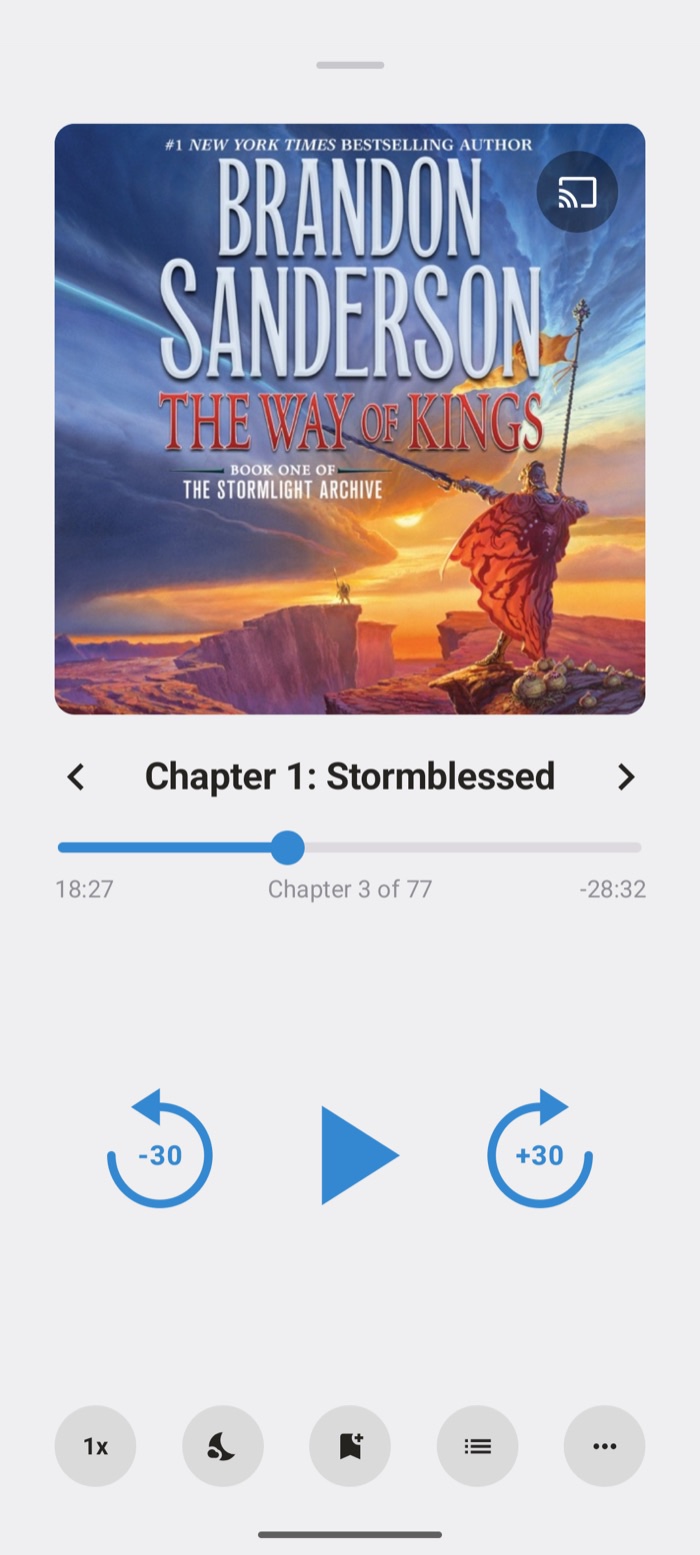 #1 NEW YORK TIMES BESTSELLING AUTHOR
BRANDON
SANDERSON
THE WAY OF KINGS
BOOK ONE OF
THE STORMLIGHT ARCHIVE
Chapter 1: Stormblessed
18:27 Chapter 3 of 77 -28:32
-30 +30
1x